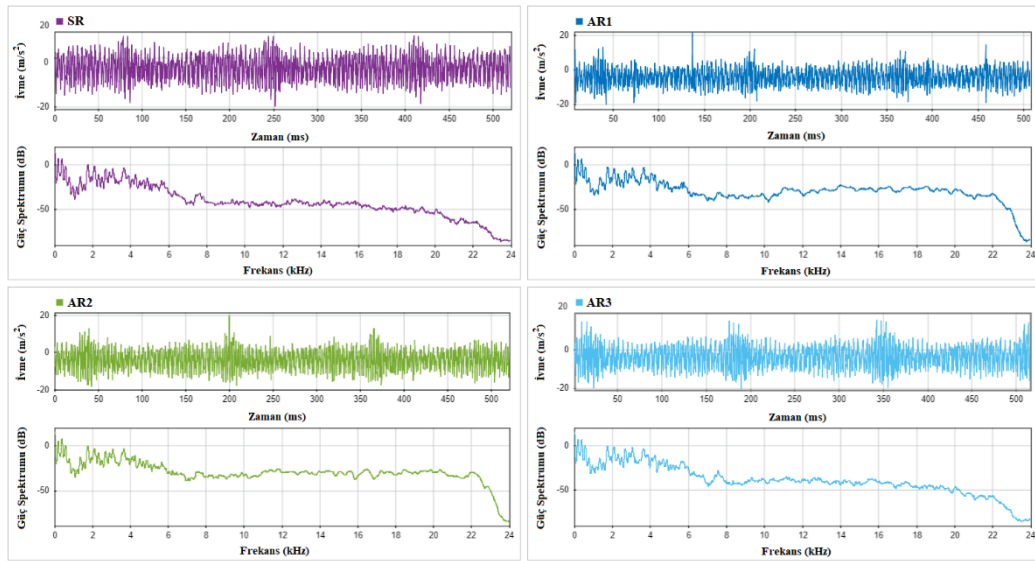 SR
20
0
-20
İvme (m/s²)
0 50 100 150 200 250 300 350 400 450 500
Zaman (ms)
0
-50
Güç Spektrumu (dB)
0 2 4 6 8 10 12 14 16 18 20 22 24
Frekans (kHz)
AR1
20
0
-20
İvme (m/s²)
50 100 150 200 250 300 350 400 450 500
Zaman (ms)
0
-50
Güç Spektrumu (dB)
0 2 4 6 8 10 12 14 16 18 20 22 24
Frekans (kHz)
AR2
20
0
-20
İvme (m/s²)
0 50 100 150 200 250 300 350 400 450 500
Zaman (ms)
0
-50
Güç Spektrumu (dB)
0 2 4 6 8 10 12 14 16 18 20 22 24
Frekans (kHz)
AR3
20
0
-20
İvme (m/s²)
50 100 150 200 250 300 350 400 450 500
Zaman (ms)
0
-50
Güç Spektrumu (dB)
0 2 4 6 8 10 12 14 16 18 20 22 24
Frekans (kHz)